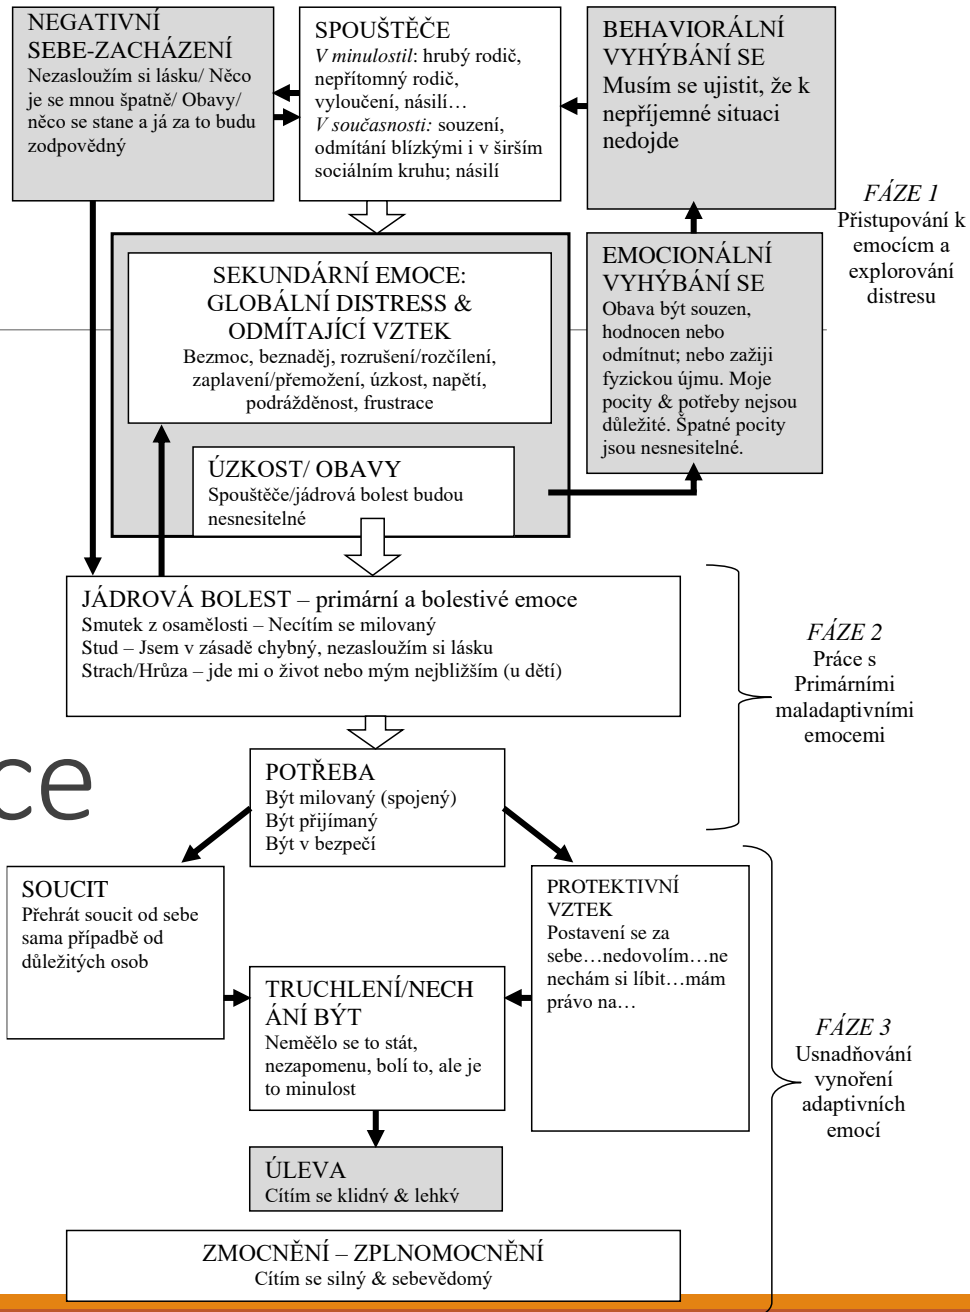 NEGATIVNÍ
SEBE-ZACHÁZENÍ
Nezasloužím si lásku/ Něco
je se mnou špatně/ Obavy/
něco se stane a já za to budu
zodpovědný
SPOUŠTĚČE
V minulostil: hrubý rodič,
nepřítomný rodič,
vyloučení, násilí…
V současnosti: souzení,
odmítání blízkými i v širším
sociálním kruhu; násilí
BEHAVIORÁLNÍ
VYHÝBÁNÍ SE
Musím se ujistit, že k
nepříjemné situaci
nedojde
FÁZE 1
Přistupování k
emocícm a
explorování
distresu
SEKUNDÁRNÍ EMOCE:
GLOBÁLNÍ DISTRESS &
ODMÍTAJÍCÍ VZTEK
Bezmoc, beznaděj, rozrušení/rozčílení,
zaplavení/přemožení, úzkost, napětí,
podrážděnost, frustrace
EMOCIONÁLNÍ
VYHÝBÁNÍ SE
Obava být souzen,
hodnocen nebo
odmítnut; nebo zažiji
fyzickou újmu. Moje
pocity & potřeby nejsou
důležité. Špatné pocity
jsou nesnesitelné.
ÚZKOST/ OBAVY
Spouštěče/jádrová bolest budou
nesnesitelné
JÁDROVÁ BOLEST – primární a bolestivé emoce
Smutek z osamělosti – Necítím se milovaný
Stud – Jsem v zásadě chybný, nezasloužím si lásku
Strach/Hrůza – jde mi o život nebo mým nejbližším (u dětí)
FÁZE 2
Práce s
Primárními
maladaptivními
emocemi
ce
POTŘEBA
Být milovaný (spojený)
Být přijímaný
Být v bezpečí
SOUCIT
Přehrát soucit od sebe
sama případbě od
důležitých osob
PROTEKTIVNÍ
VZTEK
Postavení se za
sebe…nedovolím…ne
nechám si líbit…mám
právo na…
TRUCHLENÍ/NECH
ÁNÍ BÝT
Neměělo se to stát,
nezapomenu, bolí to, ale je
to minulost
FÁZE 3
Usnadňování
vynoření
adaptivních
emocí
ÚLEVA
Cítím se klidný & lehký
ZMOCNĚNÍ – ZPLNOMOCNĚNÍ
Cítím se silný & sebevědomý